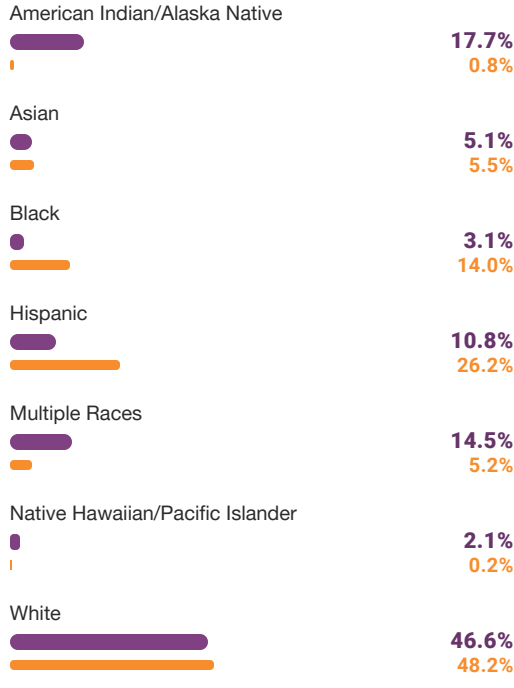 American Indian/Alaska Native
17.7%
0.8%
Asian
5.1%
5.5%
Black
3.1%
14.0%
Hispanic
10.8%
26.2%
Multiple Races
14.5%
5.2%
Native Hawaiian/Pacific Islander
2.1%
0.2%
White
46.6%
48.2%